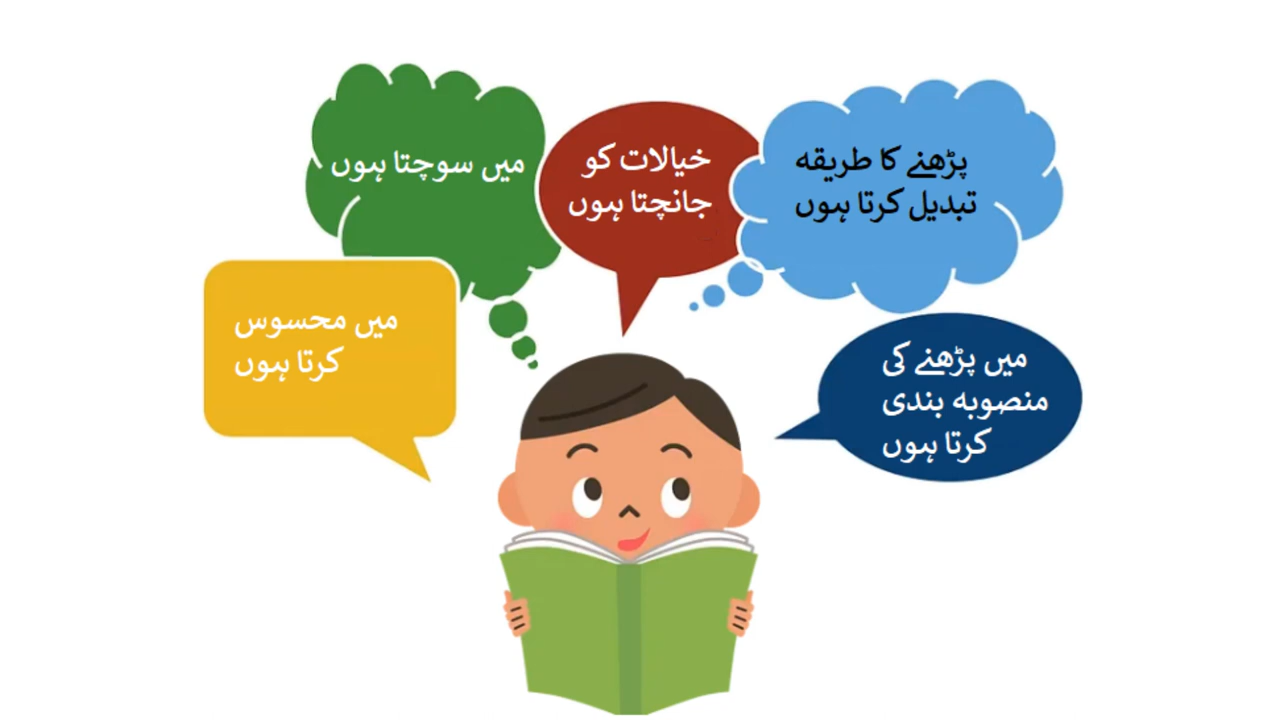 میں سوچتا ہوں
خیالات کو
جانچتا ہوں
پڑھنے کا طریقہ
تبدیل کرتا ہوں
میں محسوس
کرتا ہوں
میں پڑھنے کی
منصوبہ بندی
کرتا ہوں